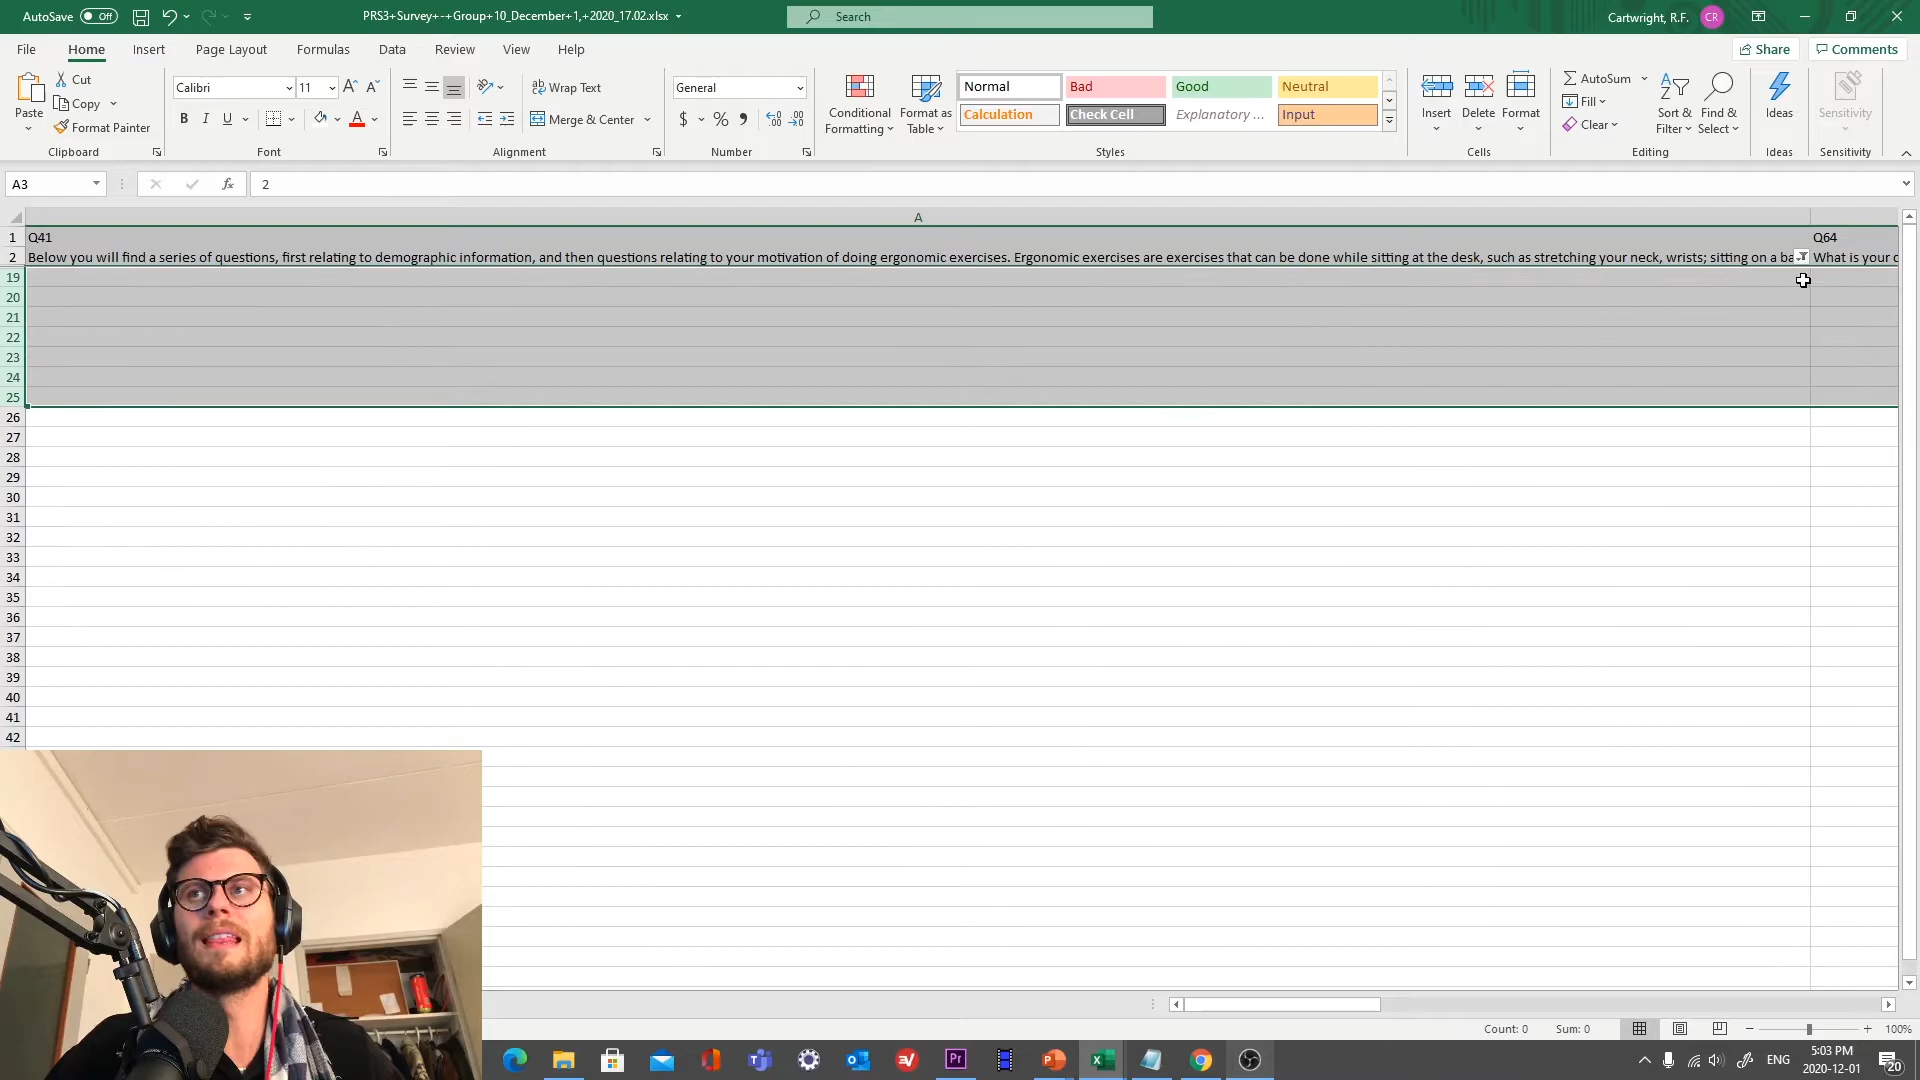 AutoSave Off
PRS3+Survey+-+Group+10_December+1,+2020_17.02.xlsx
Search
Cartwright, R.F. CR
File Home Insert Page Layout Formulas Data Review View Help
Share Comments
Paste
Cut
Copy
Format Painter
Clipboard
Calibri 11
B I U
Font
Wrap Text
Merge & Center
Alignment
General
$ % ,
Number
Conditional Formatting
Format as Table
Normal Bad Good Neutral
Calculation Check Cell Explanatory ... Input
Styles
Insert Delete Format
Cells
AutoSum
Fill
Clear
Sort & Filter
Find & Select
Editing
Ideas
Ideas
Sensitivity
Sensitivity
A3 fx 2
A
1 Q41 Q64
2 Below you will find a series of questions, first relating to demographic information, and then questions relating to your motivation of doing ergonomic exercises. Ergonomic exercises are exercises that can be done while sitting at the desk, such as stretching your neck, wrists; sitting on a ba What is your c
19
20
21
22
23
24
25
26
27
28
29
30
31
32
33
34
35
36
37
38
39
40
41
42
Count: 0 Sum: 0 100%
ENG
5:03 PM
2020-12-01
20